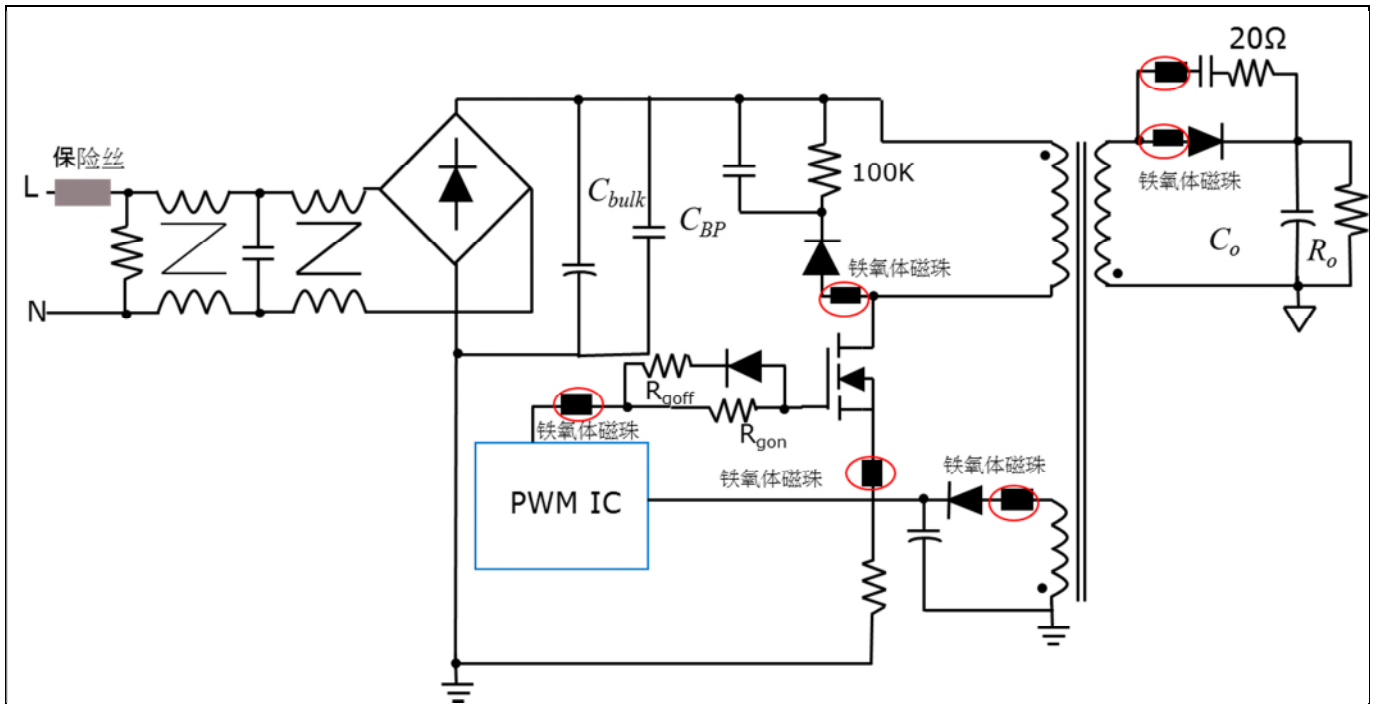 20Ω
保险丝
L
100K
C_bulk
C_BP
铁氧体磁珠
铁氧体磁珠
C_o
R_o
N
R_goff
铁氧体磁珠
R_gon
铁氧体磁珠
铁氧体磁珠
PWM IC